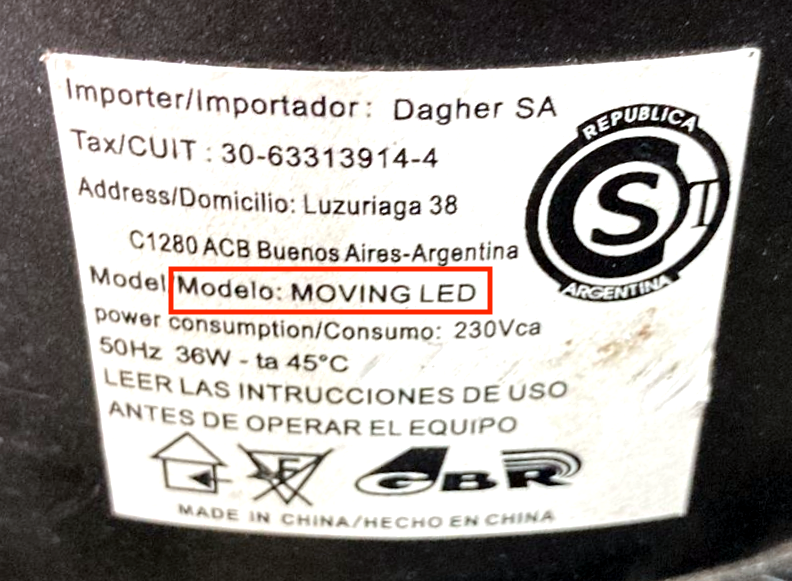 Importer/Importador: Dagher SA
Tax/CUIT : 30-63313914-4
Address/Domicilio: Luzuriaga 38
C1280 ACB Buenos Aires-Argentina
Model Modelo: MOVING LED
power consumption/Consumo: 230Vca
50Hz 36W - ta 45°C
LEER LAS INTRUCCIONES DE USO
ANTES DE OPERAR EL EQUIPO
REPUBLICA
S
ARGENTINA
F
GBR
MADE IN CHINA/HECHO EN CHINA